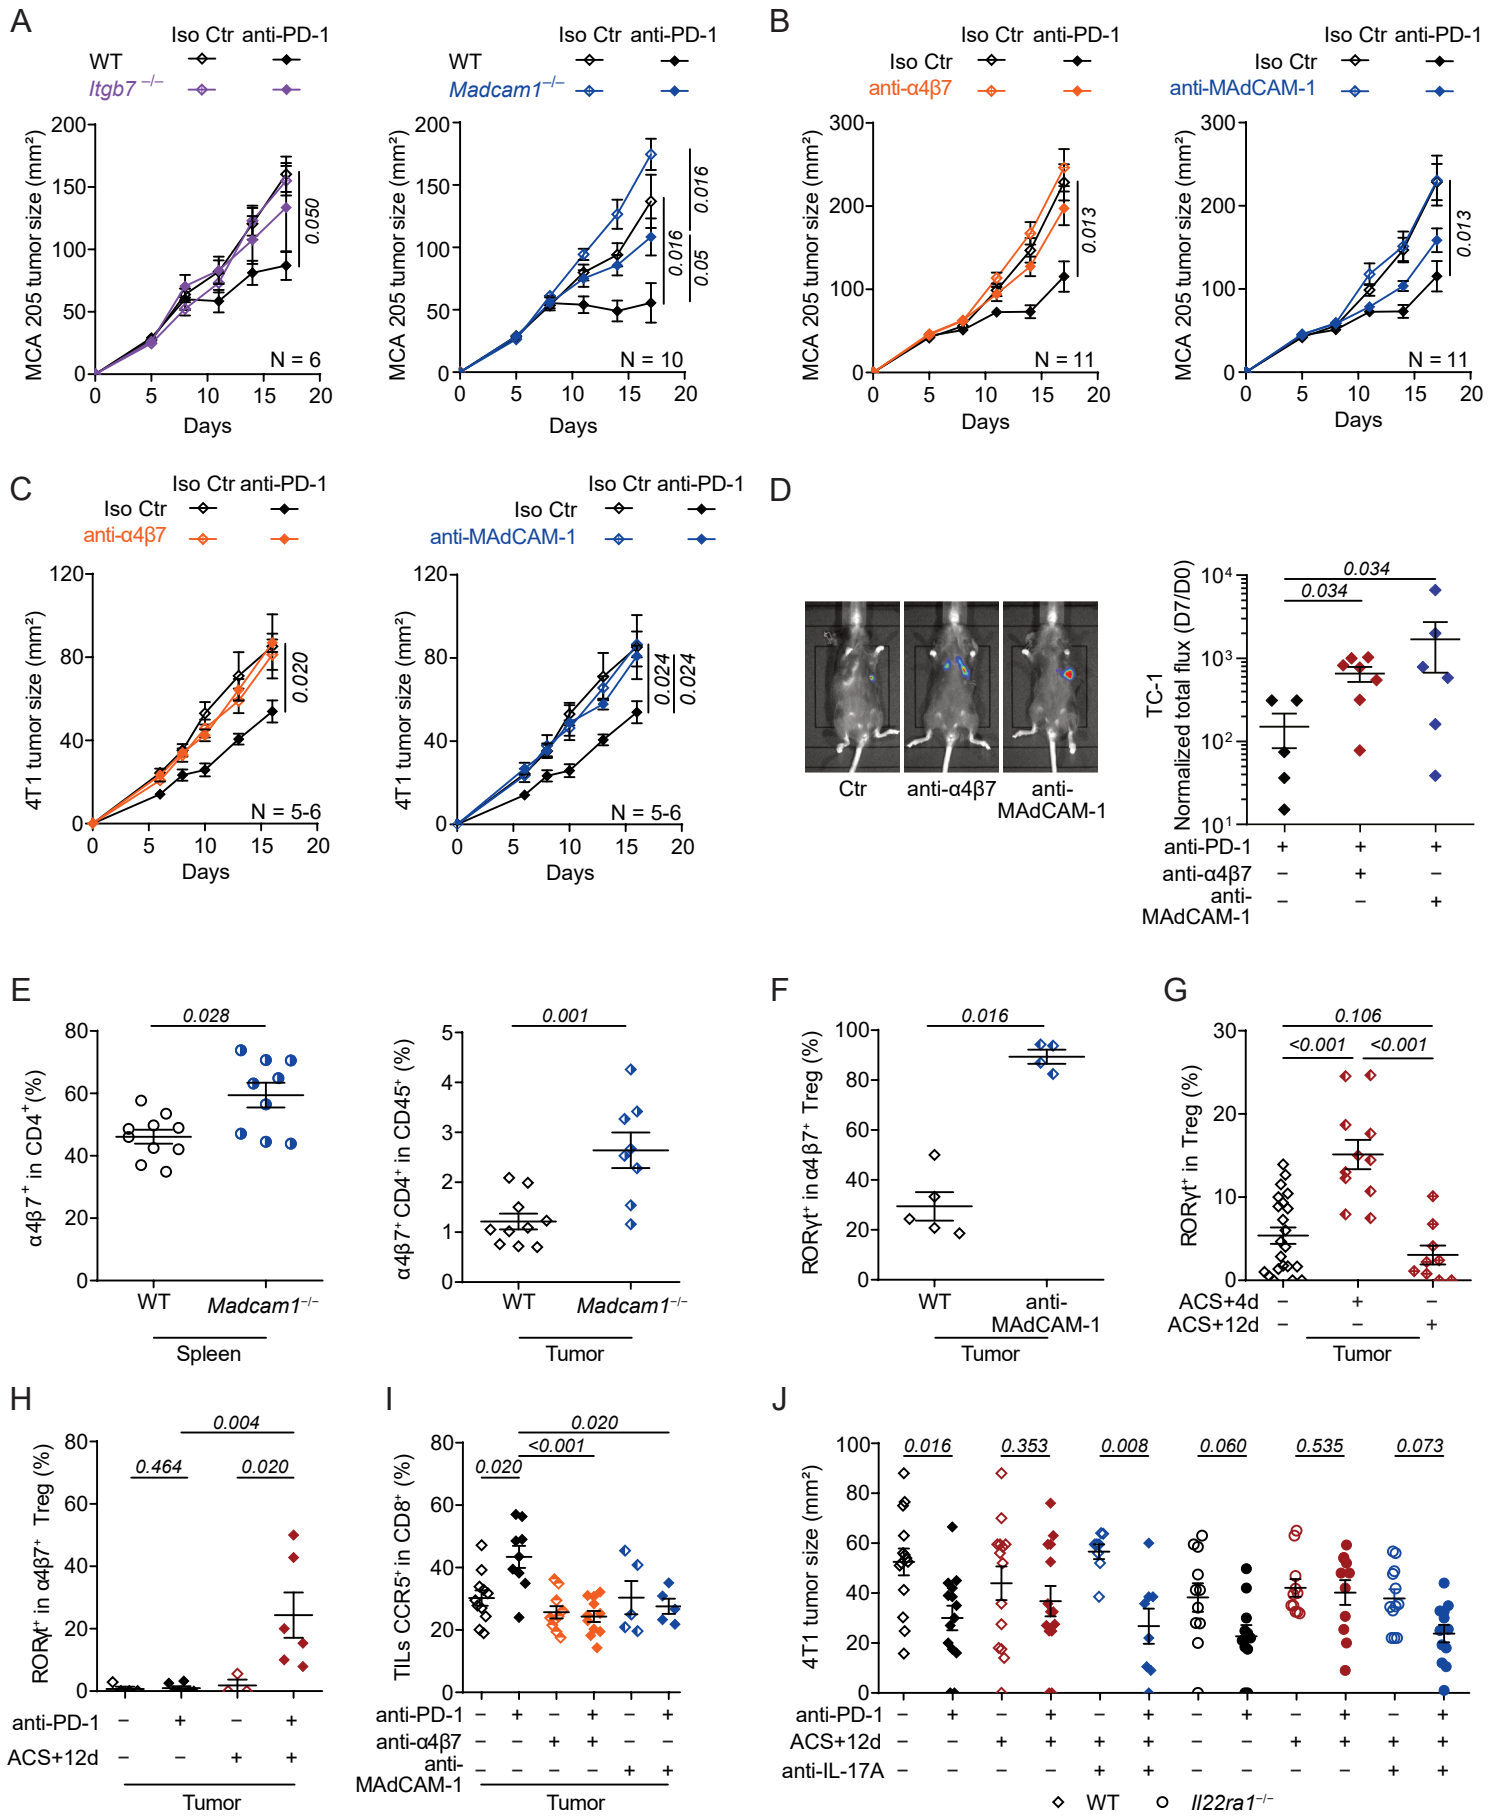 A
Iso Ctr anti-PD-1
WT
Itgb7 –/–
MCA 205 tumor size (mm²)
200
150
100
50
0
0 5 10 15 20
Days
N = 6
0.050
Iso Ctr anti-PD-1
WT
Madcam1–/–
MCA 205 tumor size (mm²)
200
150
100
50
0
0 5 10 15 20
Days
N = 10
0.016
0.016
0.05
B
Iso Ctr anti-PD-1
Iso Ctr
anti-α4β7
MCA 205 tumor size (mm²)
300
200
100
0
0 5 10 15 20
Days
N = 11
0.013
Iso Ctr anti-PD-1
Iso Ctr
anti-MAdCAM-1
MCA 205 tumor size (mm²)
300
200
100
0
0 5 10 15 20
Days
N = 11
0.013
C
Iso Ctr anti-PD-1
Iso Ctr
anti-α4β7
4T1 tumor size (mm²)
120
80
40
0
0 5 10 15 20
Days
N = 5-6
0.020
Iso Ctr anti-PD-1
Iso Ctr
anti-MAdCAM-1
4T1 tumor size (mm²)
120
80
40
0
0 5 10 15 20
Days
N = 5-6
0.024
0.024
D
Ctr
anti-α4β7
anti-
MAdCAM-1
TC-1
Normalized total flux (D7/D0)
10⁴
10³
10²
10¹
0.034
0.034
anti-PD-1 + + +
anti-α4β7 – + –
anti-
MAdCAM-1 – – +
E
α4β7⁺ in CD4⁺(%)
80
60
40
20
0
0.028
WT Madcam1–/–
Spleen
α4β7⁺ CD4⁺ in CD45⁺ (%)
5
4
3
2
1
0
0.001
WT Madcam1–/–
Tumor
F
RORγt⁺ in α4β7⁺ Treg (%)
100
80
60
40
20
0
0.016
WT anti-
MAdCAM-1
Tumor
G
RORγt⁺ in Treg (%)
30
20
10
0
0.106
<0.001 <0.001
ACS+4d – + –
ACS+12d – – +
Tumor
H
RORγt⁺ in α4β7⁺ Treg (%)
80
60
40
20
0
0.004
0.464 0.020
anti-PD-1 – + – +
ACS+12d – – + +
Tumor
I
TILs CCR5⁺ in CD8⁺ (%)
80
60
40
20
0
0.020
<0.001
0.020
anti-PD-1 – + – + – +
anti-α4β7 – – + + – –
anti-
MAdCAM-1 – – – – + +
Tumor
J
4T1 tumor size (mm²)
100
80
60
40
20
0
0.016 0.353 0.008 0.060 0.535 0.073
anti-PD-1 – + – + – + – + – + – +
ACS+12d – – + + + + – – + + + +
anti-IL-17A – – – – + + – – – – + +
WT Il22ra1–/–